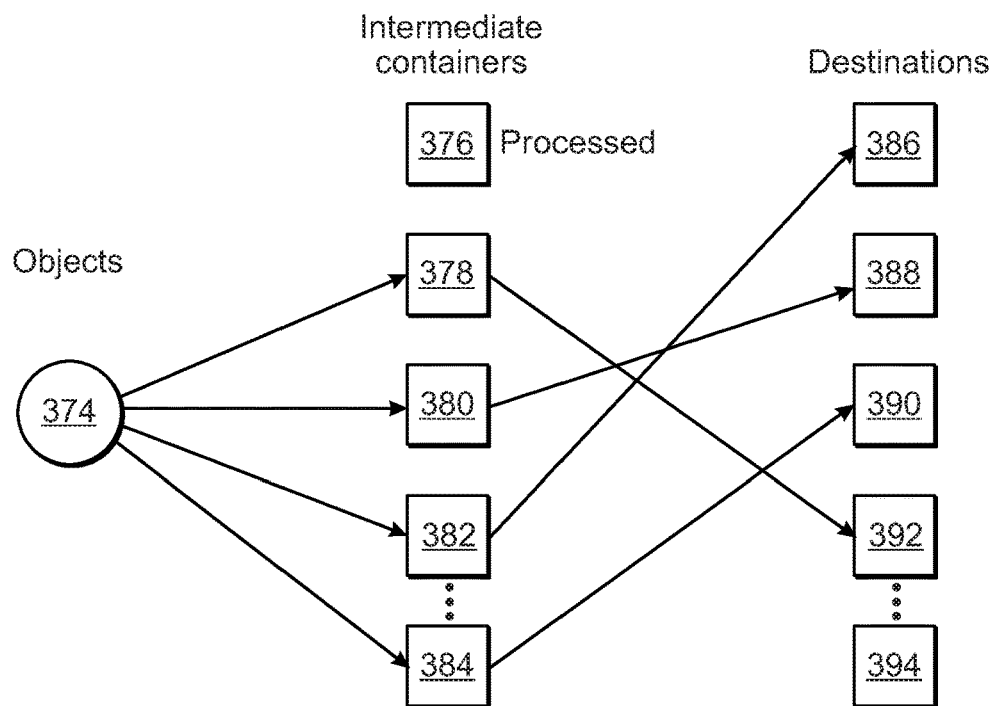 Intermediate
containers
Destinations
376 Processed
386
Objects
378
388
374
380
390
382
392
384
394